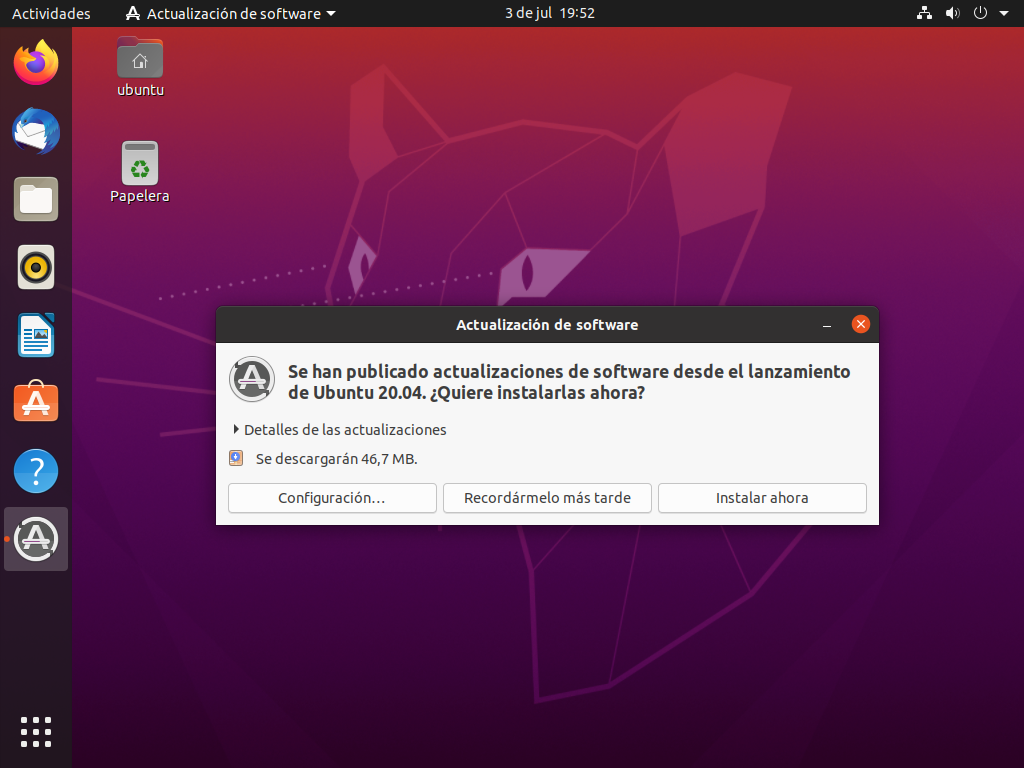 Actividades
Actualización de software
3 de jul 19:52
ubuntu
Papelera
Actualización de software
Se han publicado actualizaciones de software desde el lanzamiento
de Ubuntu 20.04. ¿Quiere instalarlas ahora?
Detalles de las actualizaciones
Se descargarán 46,7 MB.
Configuración…
Recordármelo más tarde
Instalar ahora